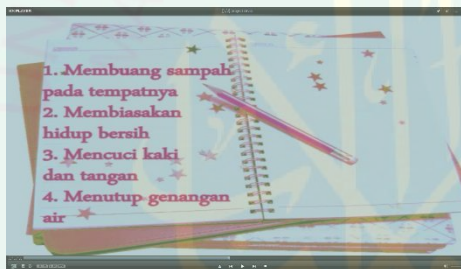 1. Membuang sampah
pada tempatnya
2. Membiasakan
hidup bersih
3. Mencuci kaki
dan tangan
4. Menutup genangan
air